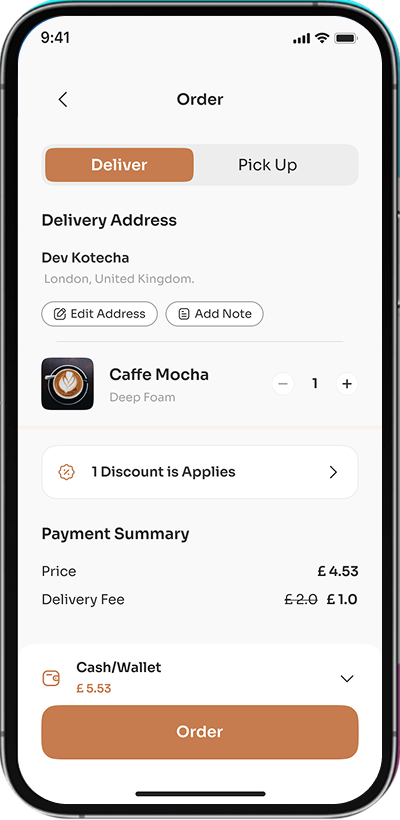 9:41
Order
Deliver Pick Up
Delivery Address
Dev Kotecha
London, United Kingdom.
Edit Address Add Note
Caffe Mocha
Deep Foam
1
1 Discount is Applies
Payment Summary
Price £ 4.53
Delivery Fee £ 2.0 £ 1.0
Cash/Wallet
£ 5.53
Order